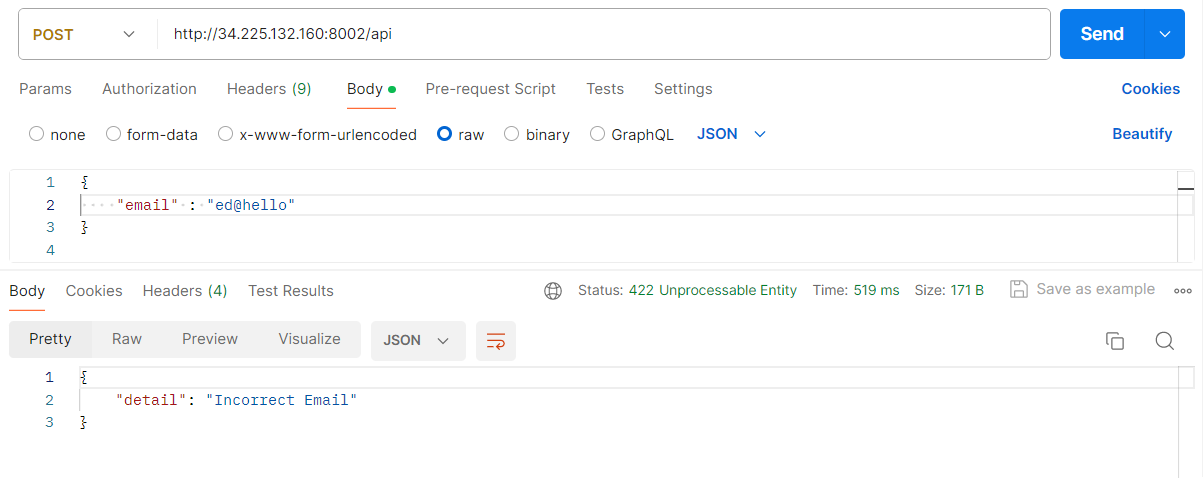 POST http://34.225.132.160:8002/api Send
Params Authorization Headers (9) Body Pre-request Script Tests Settings Cookies
none form-data x-www-form-urlencoded raw binary GraphQL JSON Beautify
1 {
2 "email" : "ed@hello"
3 }
4
Body Cookies Headers (4) Test Results Status: 422 Unprocessable Entity Time: 519 ms Size: 171 B Save as example
Pretty Raw Preview Visualize JSON
1 {
2 "detail": "Incorrect Email"
3 }